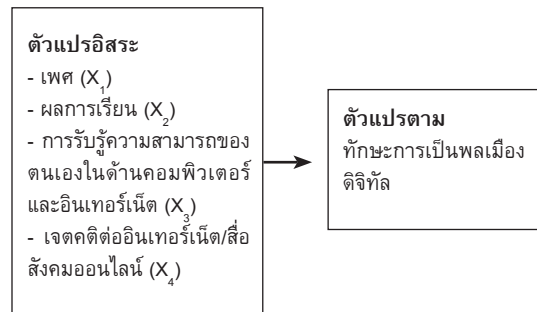 ตัวแปรอิสระ
- เพศ (X₁)
- ผลการเรียน (X₂)
- การรับรู้ความสามารถของ
ตนเองในด้านคอมพิวเตอร์
และอินเทอร์เน็ต (X₃)
- เจตคติต่ออินเทอร์เน็ต/สื่อ
สังคมออนไลน์ (X₄)
ตัวแปรตาม
ทักษะการเป็นพลเมือง
ดิจิทัล